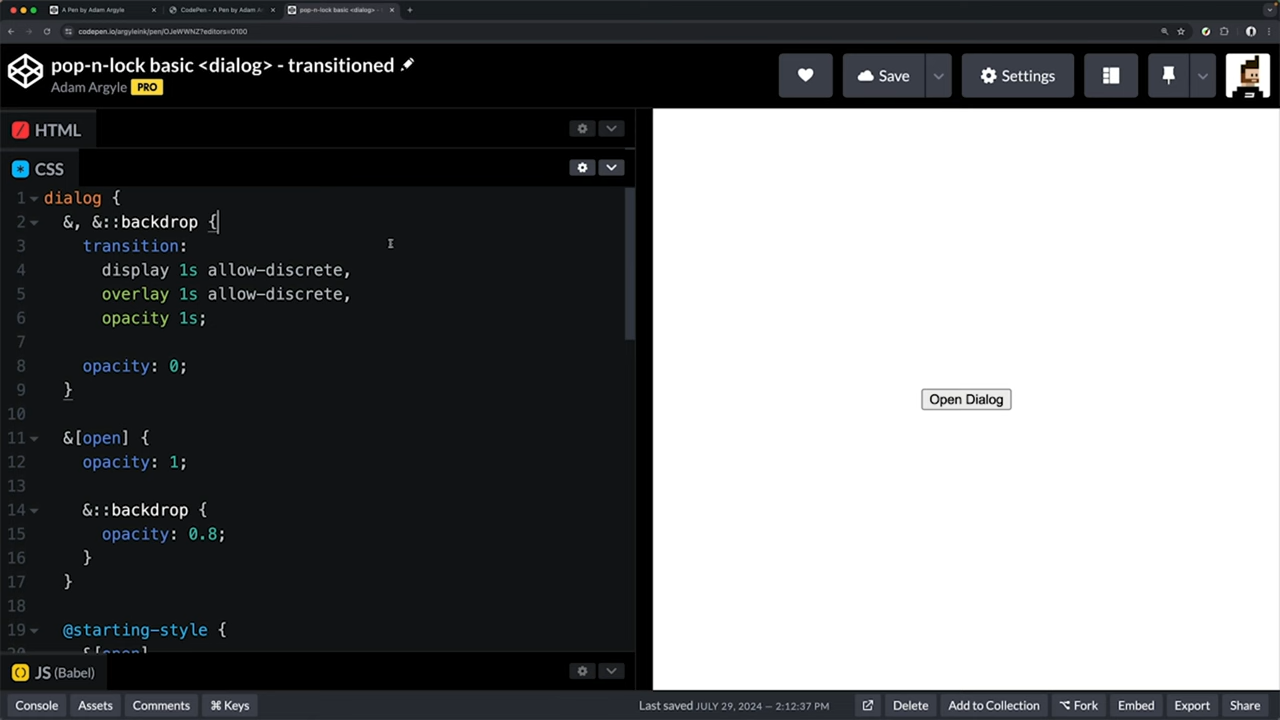 A Pen by Adam Argyle
CodePen - A Pen by Adam A
pop-n-lock basic <dialog> -
codepen.io/argyleink/pen/OJeWWNZ?editors=0100
pop-n-lock basic <dialog> - transitioned
Adam Argyle PRO
Save
Settings
HTML
CSS
1 dialog {
2 &, &::backdrop {
3 transition:
4 display 1s allow-discrete,
5 overlay 1s allow-discrete,
6 opacity 1s;
7
8 opacity: 0;
9 }
10
11 &[open] {
12 opacity: 1;
13
14 &::backdrop {
15 opacity: 0.8;
16 }
17 }
18
19 @starting-style {
20 &[open]
Open Dialog
JS (Babel)
Console Assets Comments ⌘ Keys Last saved JULY 29, 2024 — 2:12:37 PM Delete Add to Collection Fork Embed Export Share